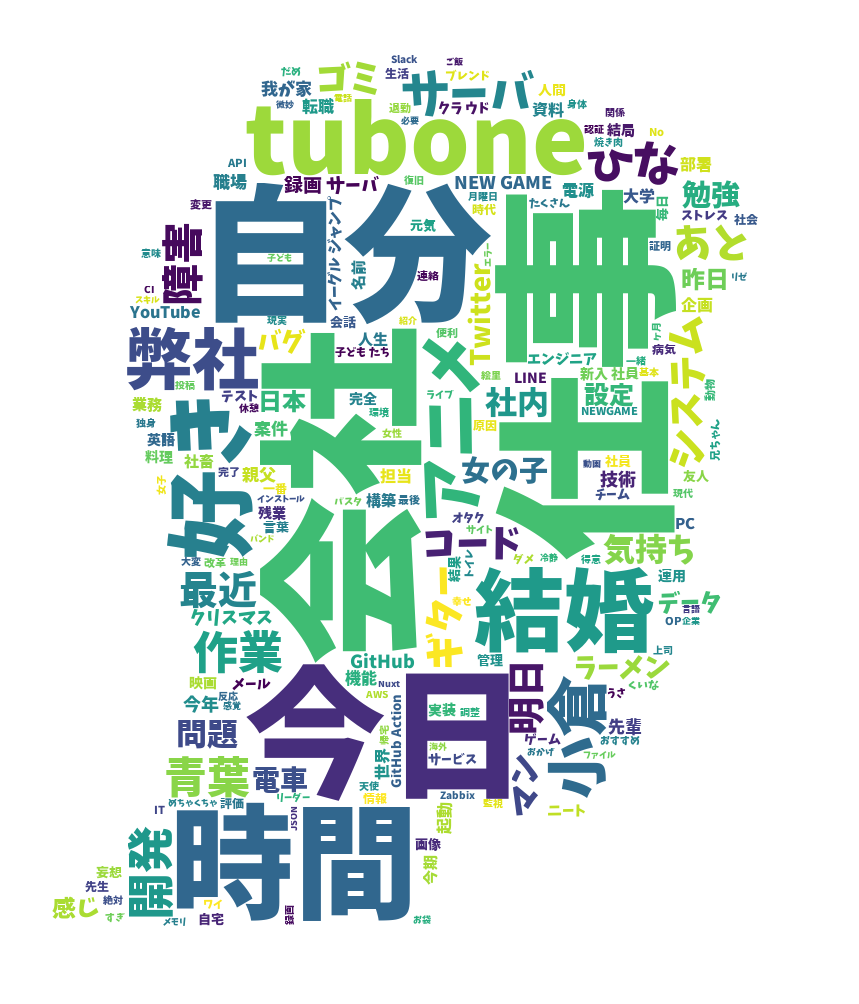 Slack
ご飯
だめ
ゴミ
生活
ブレンド
サーバ
我が家
電話
人間
微妙
転職
退勤
クラウド
資料
身体
必要
関係
tubone
認証
結局
No
焼き肉
API
ひな
部署
職場
録画 サーバ
復旧
NEW GAME
電源
大学
勉強
月曜日
たくさん
毎日
変更
自分
時代
ストレス
社会
元気
仕事
あと
障害
イーグル ジャンプ
証明
意味
子ども
名前
連絡
エラー
昨日
リゼ
CI
スキル
Twitter
企画
YouTube
現実
会話
紹介
ヶ月
システム
弊社
バグ
人生
便利
子ども たち
エンジニア
一緒
病気
会社
アニメ
絵里
LINE
新入 社員
基本
動物
投稿
テスト
日本
完全
ライブ
社内
設定
業務
休憩
環境
NEWGAME
独身
好き
案件
原因
英語
女性
兄ちゃん
料理
社畜
完了
親父
担当
女の子
動画
社員
技術
友人
女子
一番
インストール
パスタ
構築
最後
チーム
現代
残業
言葉
オタク
サイト
PC
バンド
コード
気持ち
大変
改革
理由
結果
トイレ
ダメ
冷静
得意
最近
ギター
幸せ
結婚
運用
データ
言語
クリスマス
OP
企業
作業
GitHub
管理
上司
ラーメン
映画
メール
機能
Nuxt
くいな
反応
AWS
今日
明日
小倉
うさ
今年
感覚
GitHub Action
実装
調整
先輩
問題
帰宅
ゲーム
おすすめ
世界
海外
サービス
おかげ
ファイル
青葉
電車
天使
マン
リーダー
情報
Zabbix
監視
ニート
IT
めちゃくちゃ
評価
JSON
時間
起動
開発
画像
妄想
今期
先生
感じ
絶対
ワイ
すぎ
メモリ
自宅
録画
お袋